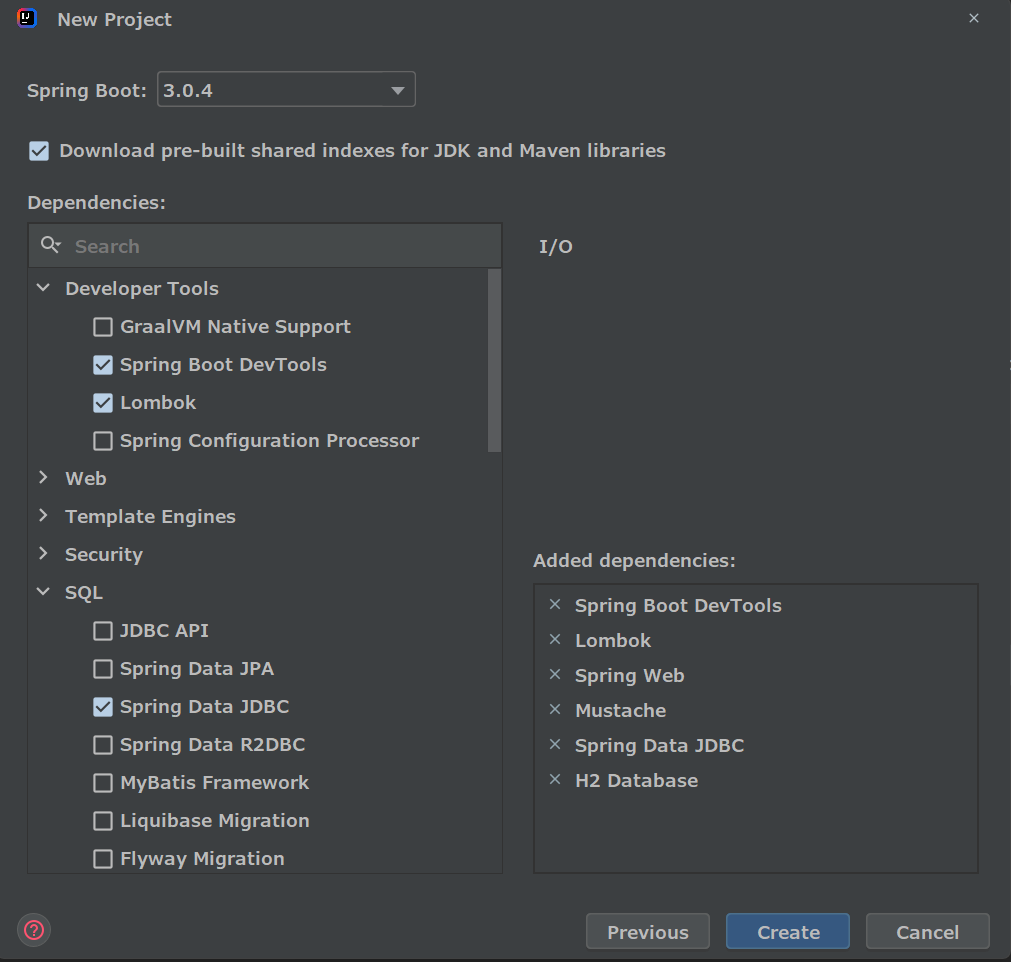 New Project
Spring Boot: 3.0.4
Download pre-built shared indexes for JDK and Maven libraries
Dependencies:
Search
Developer Tools
GraalVM Native Support
Spring Boot DevTools
Lombok
Spring Configuration Processor
Web
Template Engines
Security
SQL
JDBC API
Spring Data JPA
Spring Data JDBC
Spring Data R2DBC
MyBatis Framework
Liquibase Migration
Flyway Migration
I/O
Added dependencies:
Spring Boot DevTools
Lombok
Spring Web
Mustache
Spring Data JDBC
H2 Database
? Previous Create Cancel